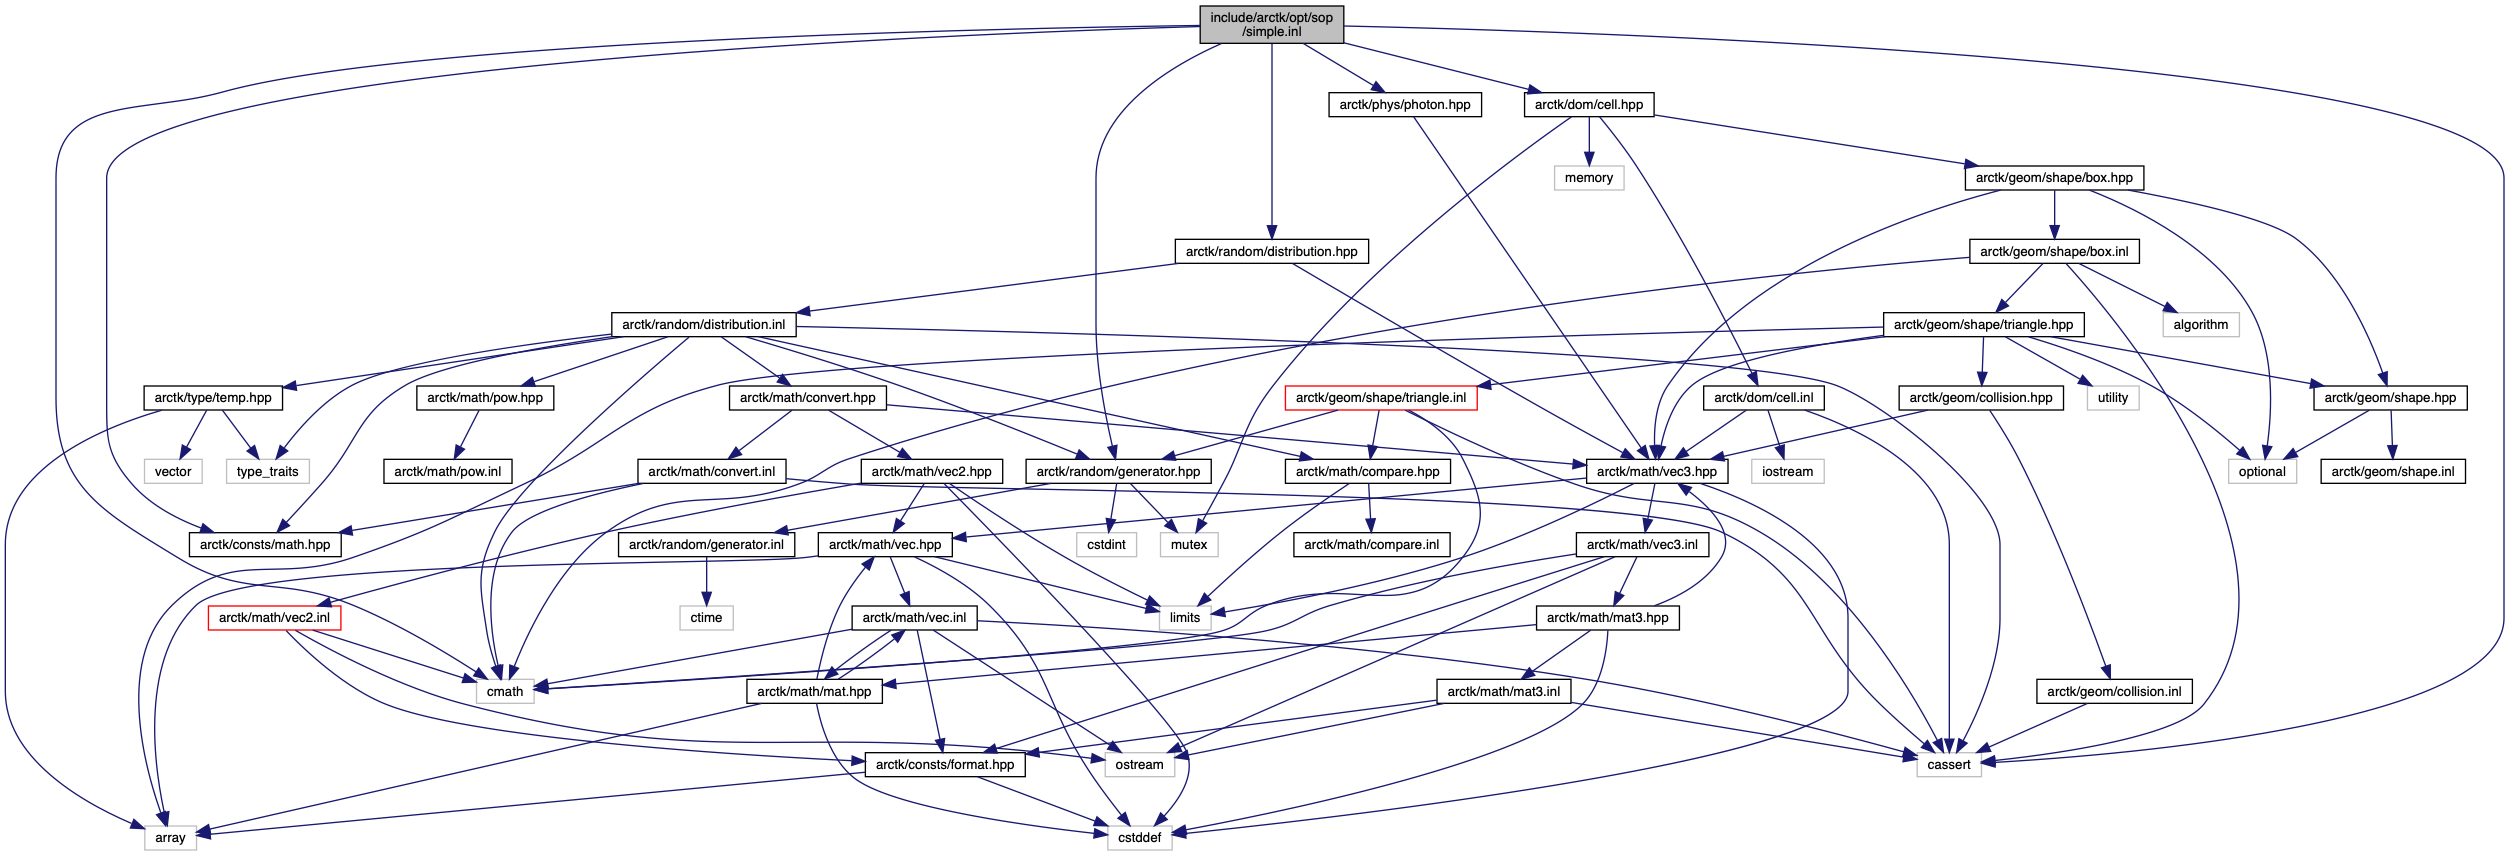 include/arctk/opt/sop
/simple.inl
arctk/phys/photon.hpp
arctk/dom/cell.hpp
memory
arctk/geom/shape/box.hpp
arctk/random/distribution.hpp
arctk/geom/shape/box.inl
arctk/random/distribution.inl
arctk/geom/shape/triangle.hpp
algorithm
arctk/type/temp.hpp
arctk/math/pow.hpp
arctk/math/convert.hpp
arctk/geom/shape/triangle.inl
arctk/dom/cell.inl
arctk/geom/collision.hpp
utility
arctk/geom/shape.hpp
vector
type_traits
arctk/math/pow.inl
arctk/math/convert.inl
arctk/math/vec2.hpp
arctk/random/generator.hpp
arctk/math/compare.hpp
arctk/math/vec3.hpp
iostream
optional
arctk/geom/shape.inl
arctk/consts/math.hpp
arctk/random/generator.inl
arctk/math/vec.hpp
cstdint
mutex
arctk/math/compare.inl
arctk/math/vec3.inl
arctk/math/vec2.inl
ctime
arctk/math/vec.inl
limits
arctk/math/mat3.hpp
cmath
arctk/math/mat.hpp
arctk/math/mat3.inl
arctk/geom/collision.inl
arctk/consts/format.hpp
ostream
cassert
array
cstddef